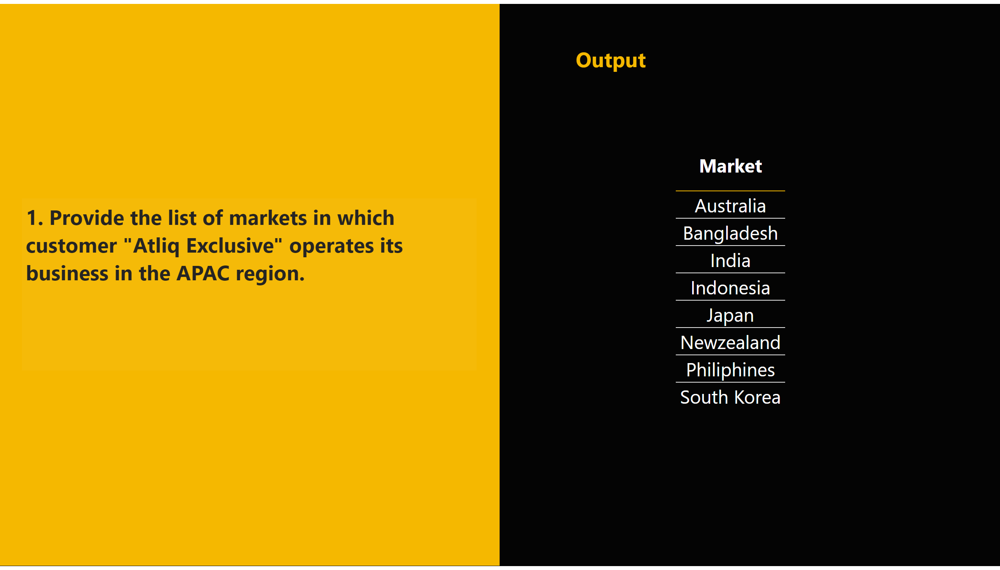 1. Provide the list of markets in which
customer "Atliq Exclusive" operates its
business in the APAC region.
Output
Market
Australia
Bangladesh
India
Indonesia
Japan
Newzealand
Philiphines
South Korea